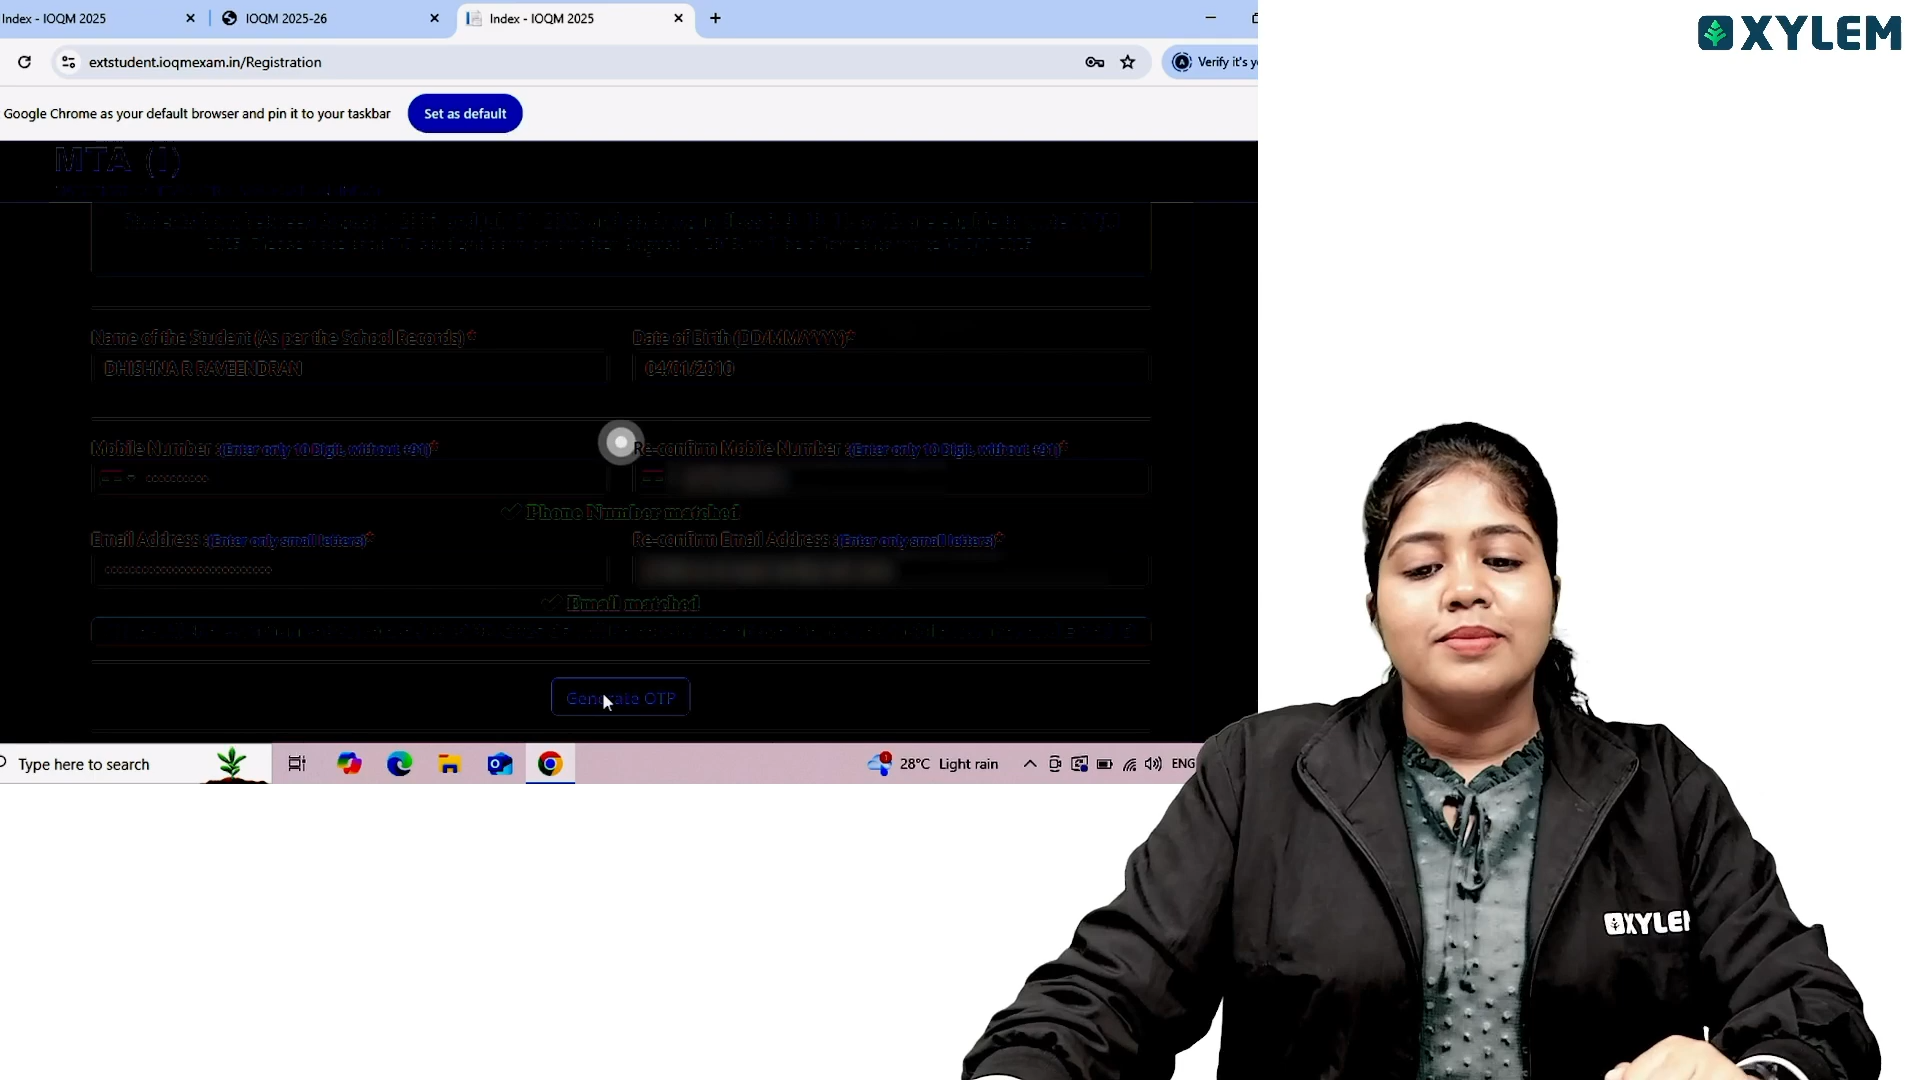 Index - IOQM 2025
IOQM 2025-26
Index - IOQM 2025
XYLEM
extstudent.ioqmexam.in/Registration
Verify it's y
Google Chrome as your default browser and pin it to your taskbar
Set as default
MTA (I)
Name of the Student (As per the School Records) *
Date of Birth (DD/MM/YYYY)*
DHISHNA R RAVEENDRAN
04/01/2010
Mobile Number :(Enter only 10 Digit, without +91)*
Re-confirm Mobile Number :(Enter only 10 Digit, without +91)*
Phone Number matched
Email Address :(Enter only small letters)*
Re-confirm Email Address :(Enter only small letters)*
Email matched
Generate OTP
Type here to search
28°C Light rain
ENG
XYLEM